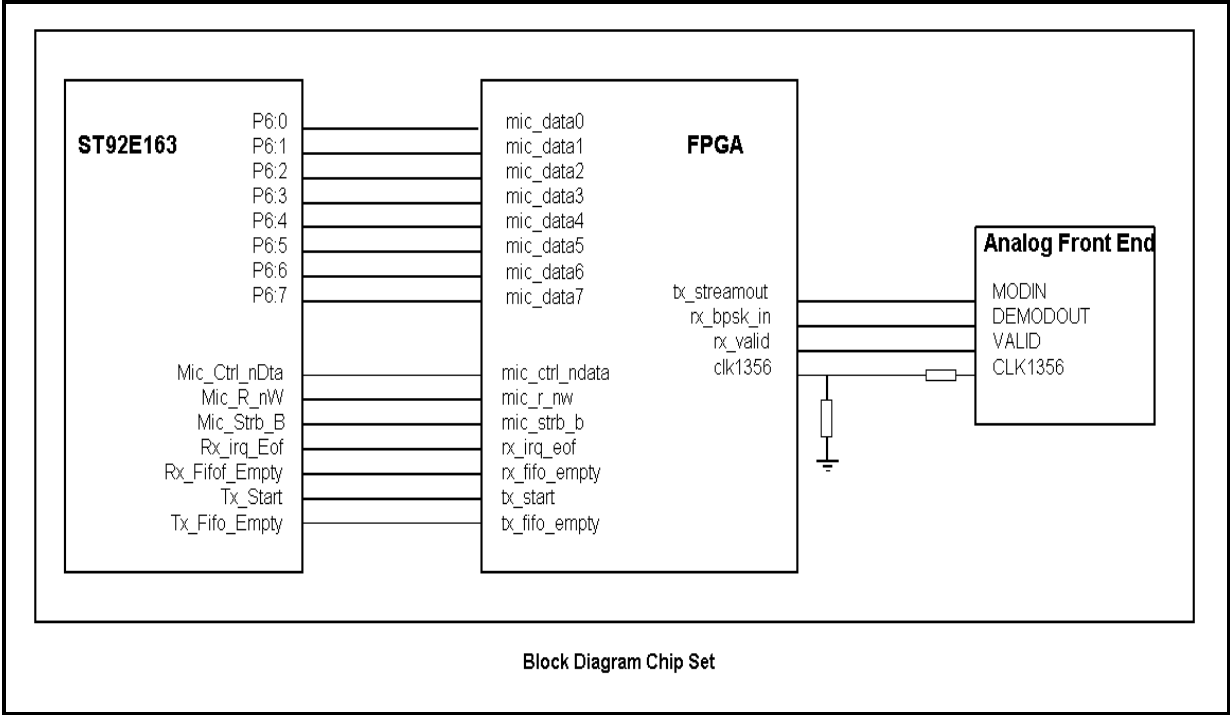 ST92E163
P6:0
P6:1
P6:2
P6:3
P6:4
P6:5
P6:6
P6:7
Mic_Ctrl_nDta
Mic_R_nW
Mic_Strb_B
Rx_irq_Eof
Rx_Fifof_Empty
Tx_Start
Tx_Fifo_Empty
FPGA
mic_data0
mic_data1
mic_data2
mic_data3
mic_data4
mic_data5
mic_data6
mic_data7
mic_ctrl_ndata
mic_r_nw
mic_strb_b
rx_irq_eof
rx_fifo_empty
tx_start
tx_fifo_empty
tx_streamout
rx_bpsk_in
rx_valid
clk1356
Analog Front End
MODIN
DEMODOUT
VALID
CLK1356
Block Diagram Chip Set